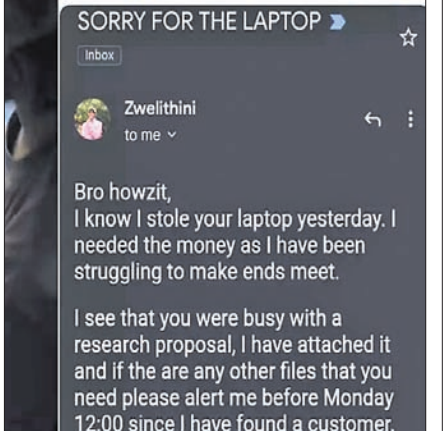 SORRY FOR THE LAPTOP
Inbox
Zwelithini
to me
Bro howzit,
I know I stole your laptop yesterday. I
needed the money as I have been
struggling to make ends meet.
I see that you were busy with a
research proposal, I have attached it
and if the are any other files that you
need please alert me before Monday
12:00 since I have found a customer.